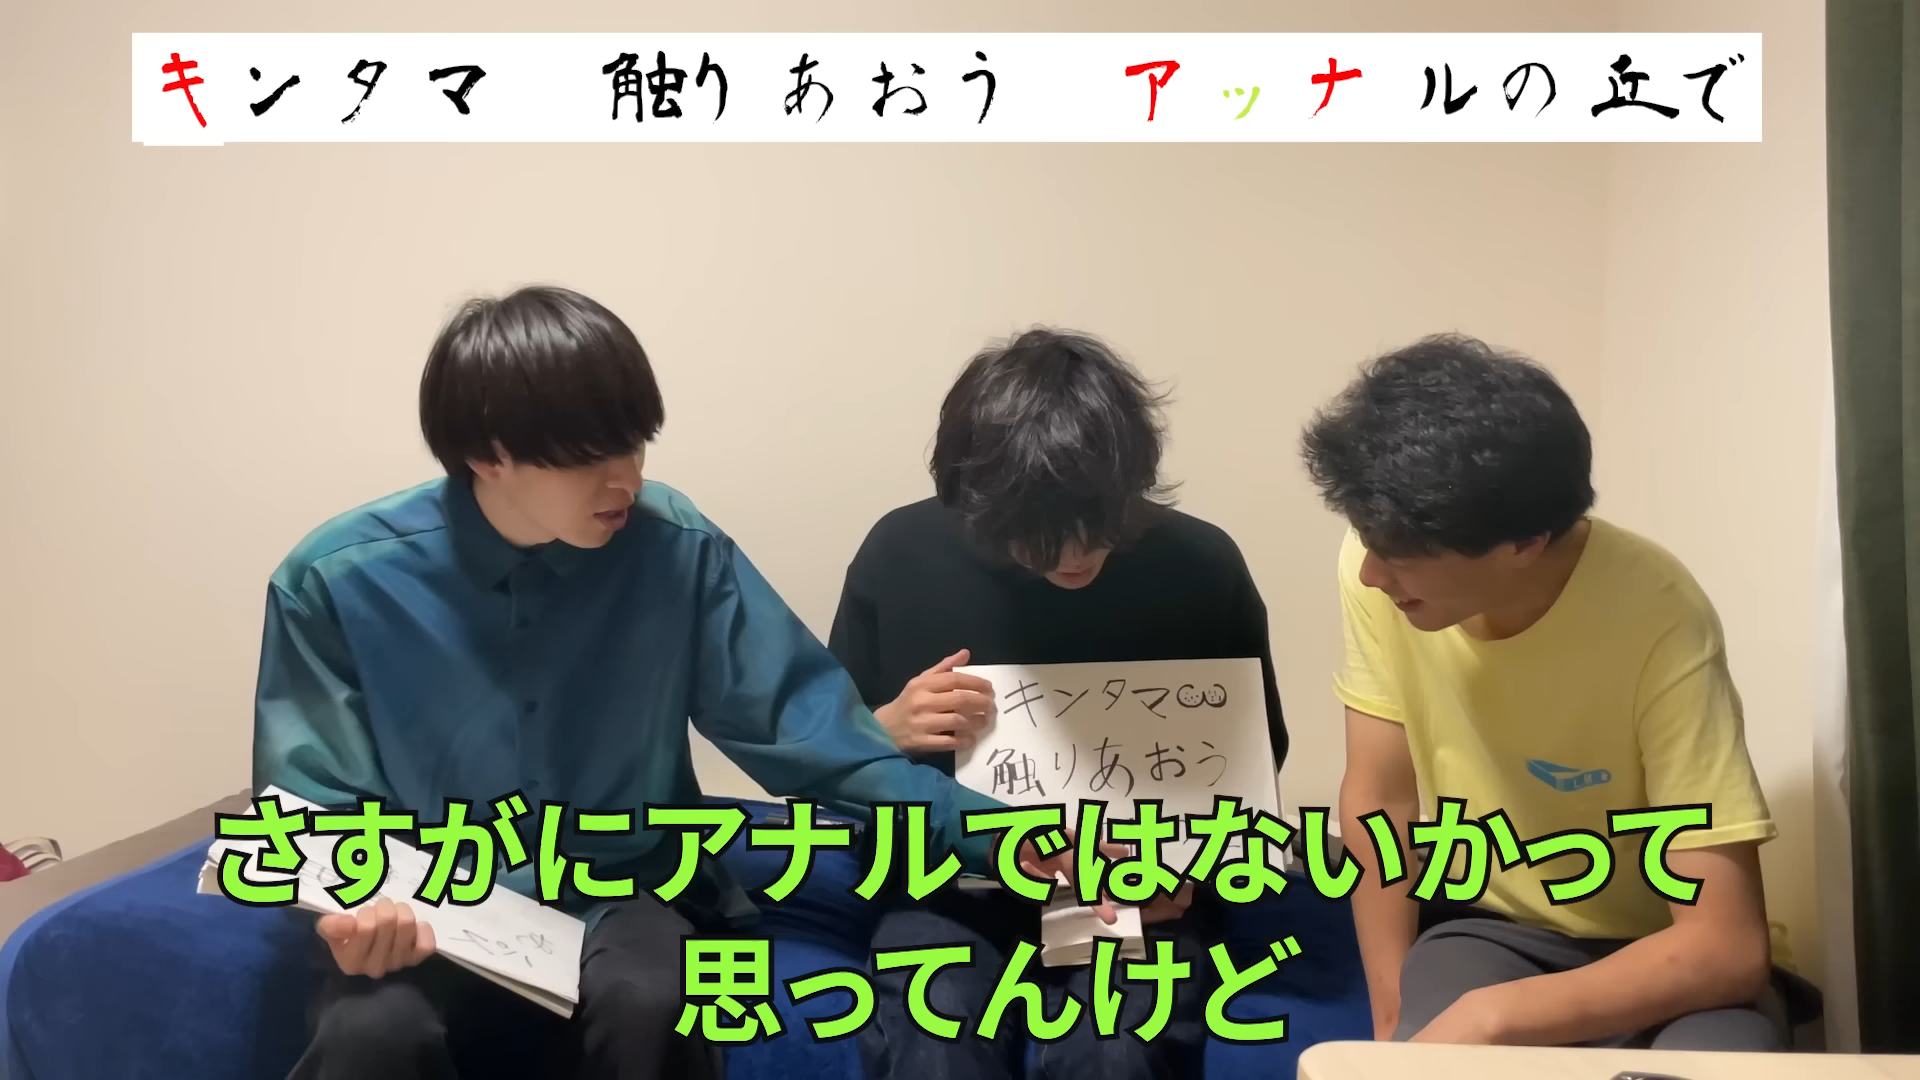 キンタマ 触りあおう アッナルの丘で
キンタマ
触りあおう
さすがにアナルではないかって
思ってんけど